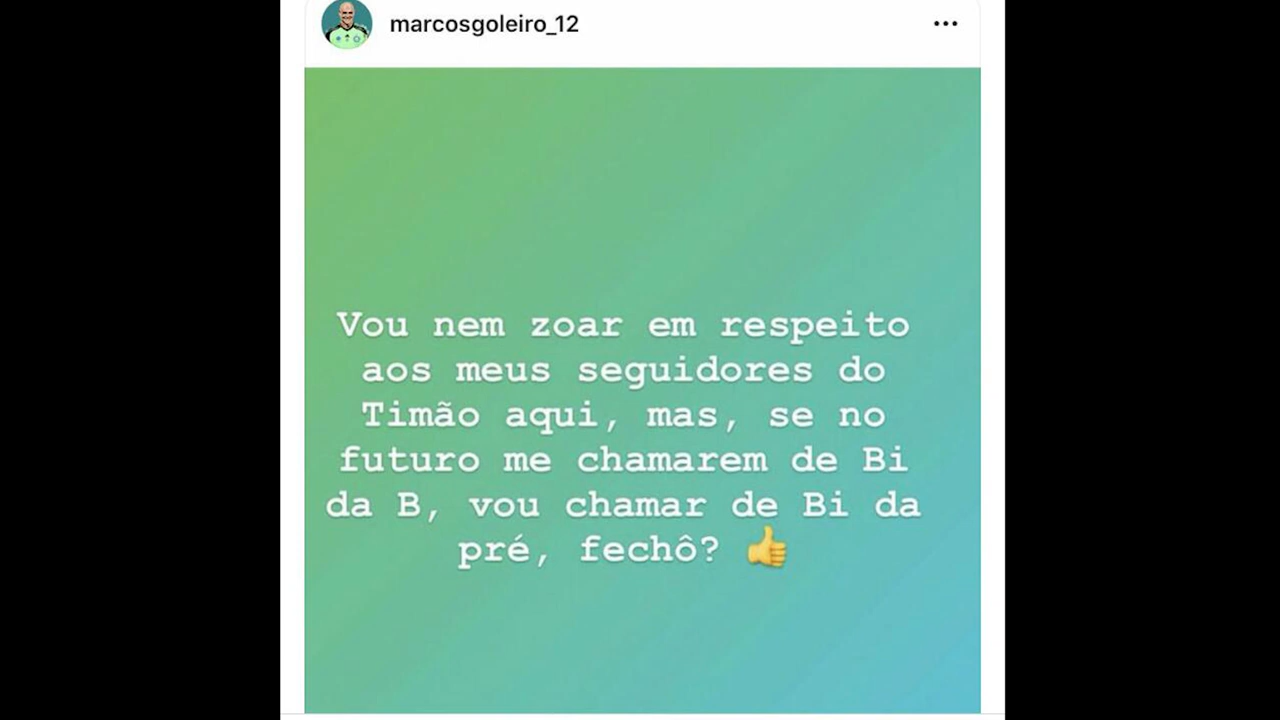 marcosgoleiro_12
Vou nem zoar em respeito
aos meus seguidores do
Timão aqui, mas, se no
futuro me chamarem de Bi
da B, vou chamar de Bi da
pré, fechô? 👍